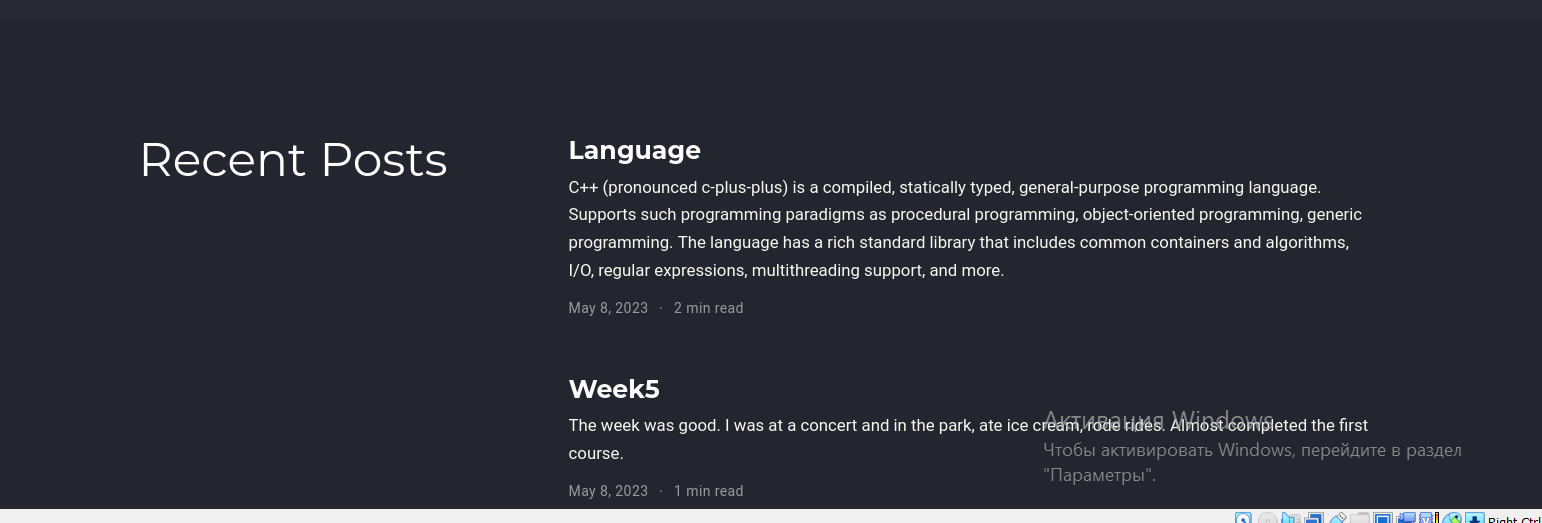 Recent Posts
Language
C++ (pronounced c-plus-plus) is a compiled, statically typed, general-purpose programming language.
Supports such programming paradigms as procedural programming, object-oriented programming, generic
programming. The language has a rich standard library that includes common containers and algorithms,
I/O, regular expressions, multithreading support, and more.
May 8, 2023 · 2 min read
Week5
The week was good. I was at a concert and in the park, ate ice cream, rode rides. Almost completed the first
course.
May 8, 2023 · 1 min read
Активация Windows
Чтобы активировать Windows, перейдите в раздел
"Параметры".
Right Ctrl